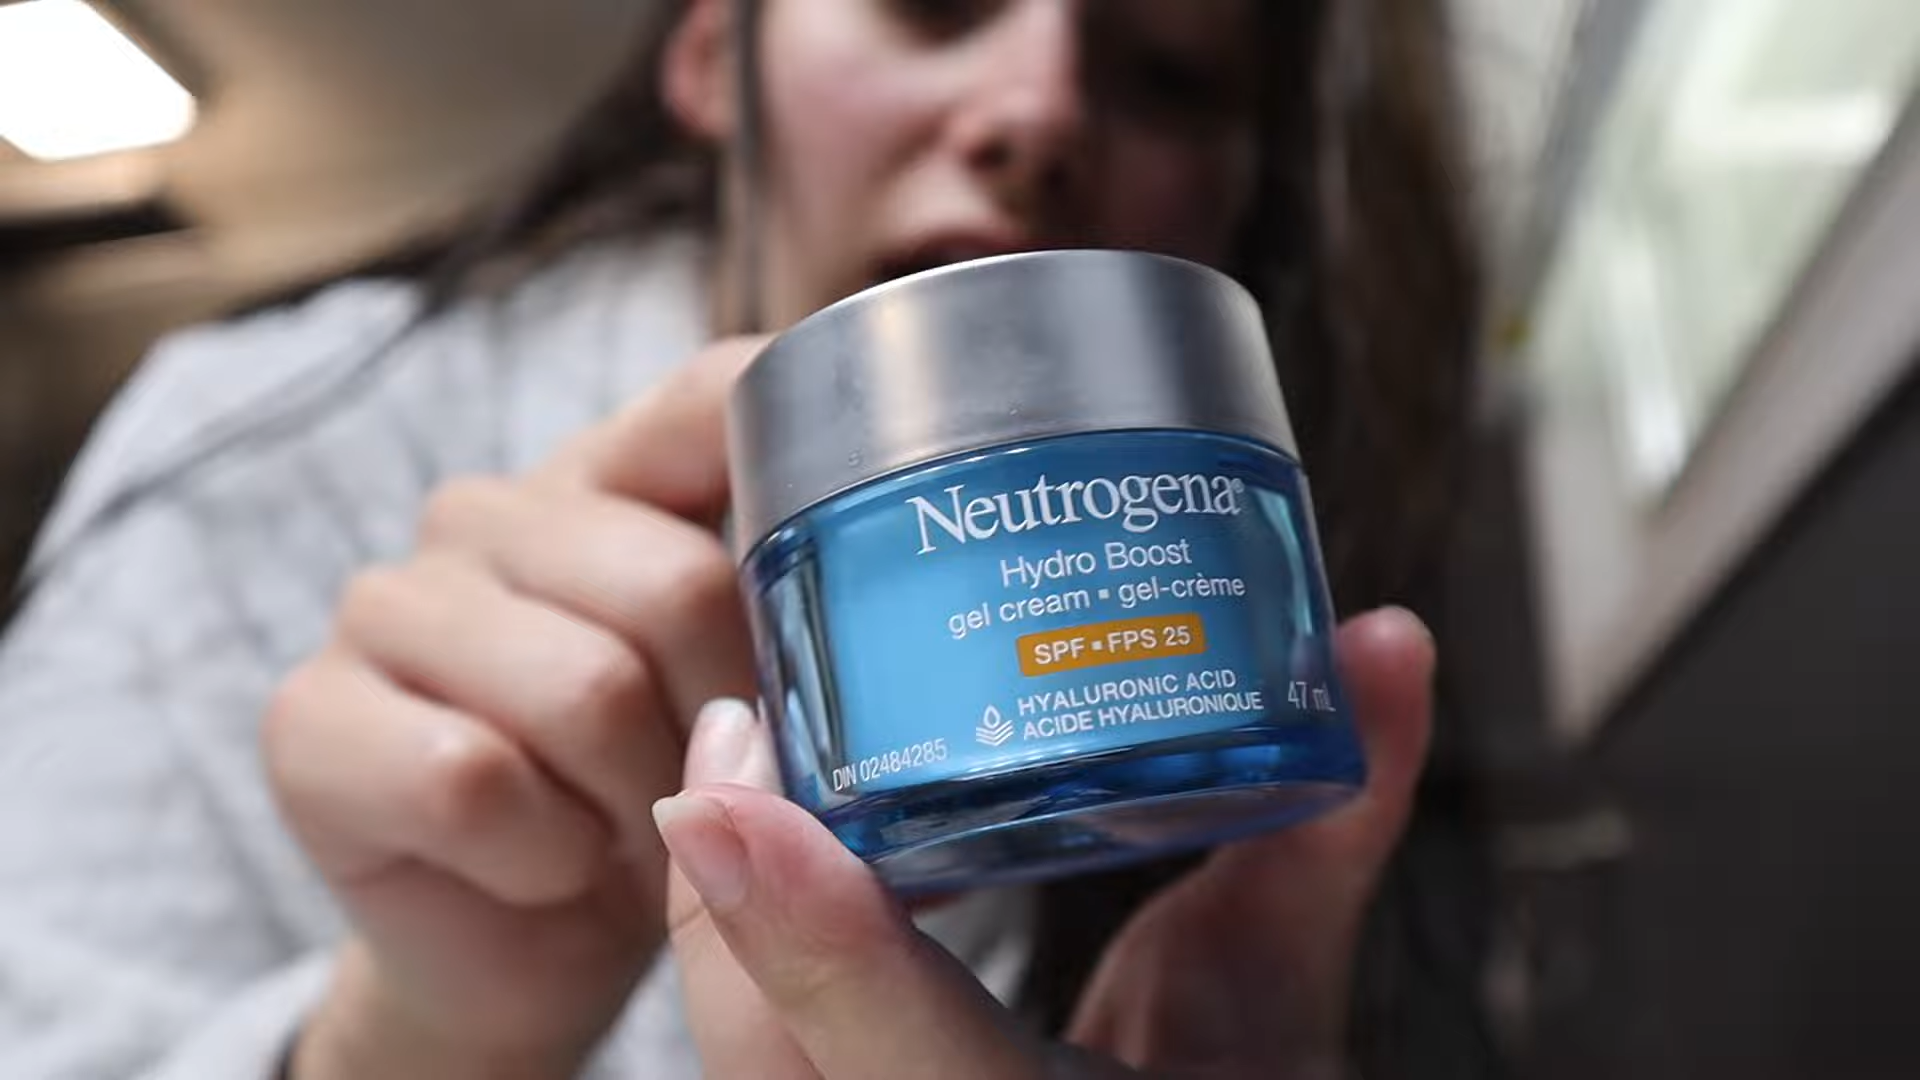 Neutrogena®
Hydro Boost
gel cream ▪ gel-crème
SPF ▪ FPS 25
HYALURONIC ACID
ACIDE HYALURONIQUE
47 mL
DIN 02484285